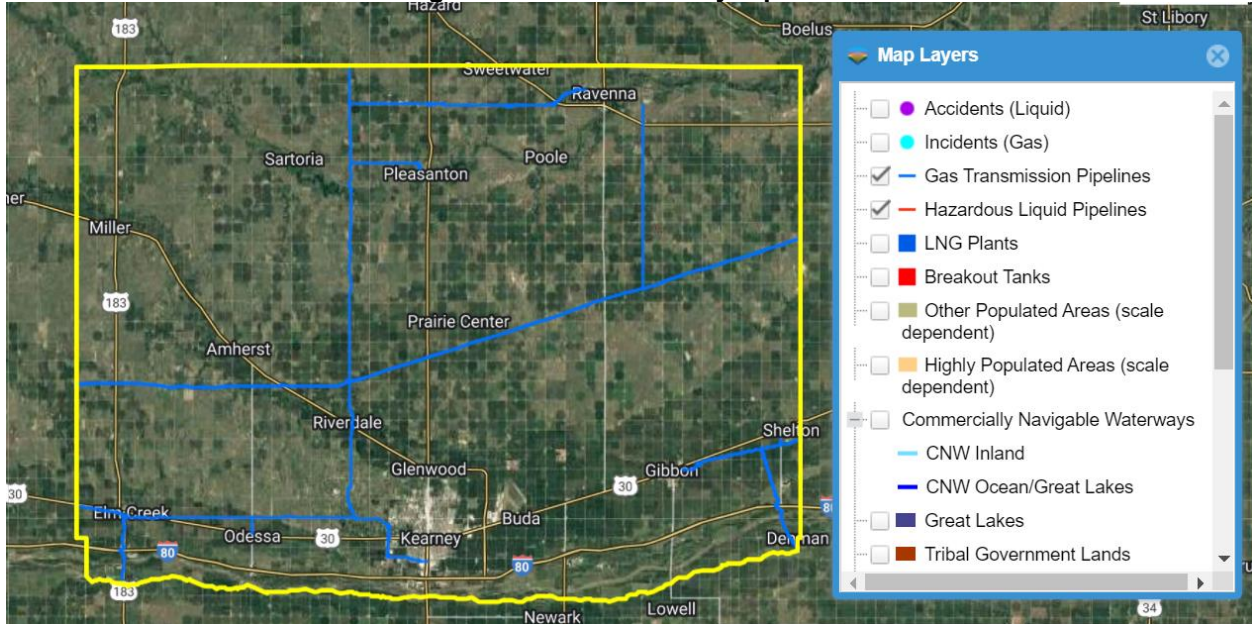 Hazard
183
Boelus
St Libory
Sweetwater
Ravenna
Sartoria
Poole
Pleasanton
Miller
183
Prairie Center
Amherst
Riverdale
Shelton
Glenwood
Gibbon
30
30
Elm Creek
Odessa
30
Buda
Kearney
80
80
183
Newark
Lowell
34
Map Layers
Accidents (Liquid)
Incidents (Gas)
Gas Transmission Pipelines
Hazardous Liquid Pipelines
LNG Plants
Breakout Tanks
Other Populated Areas (scale
dependent)
Highly Populated Areas (scale
dependent)
Commercially Navigable Waterways
CNW Inland
CNW Ocean/Great Lakes
Great Lakes
Tribal Government Lands